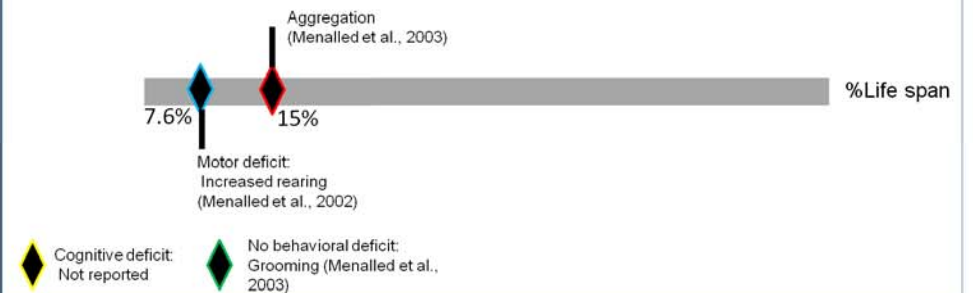 Aggregation
(Menalled et al., 2003)
%Life span
7.6%
15%
Motor deficit:
Increased rearing
(Menalled et al., 2002)
Cognitive deficit:
Not reported
No behavioral deficit:
Grooming (Menalled et al.,
2003)